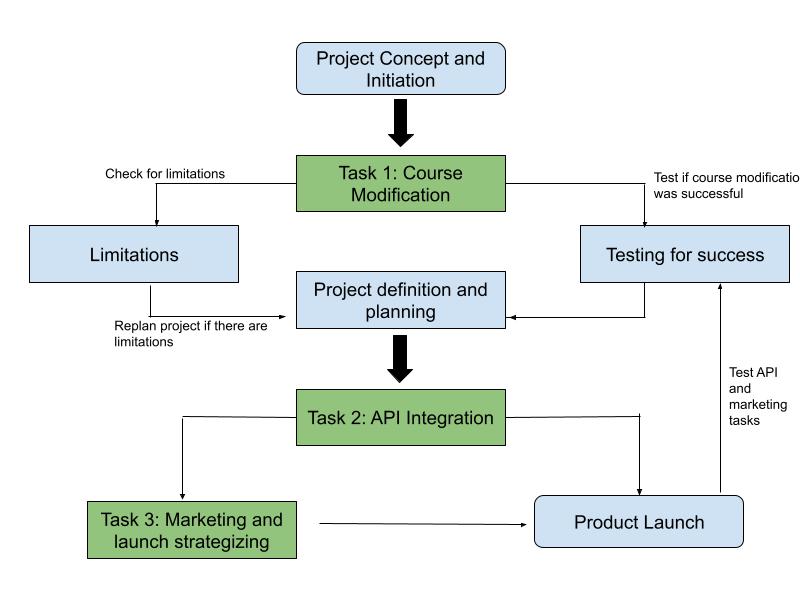 Project Concept and
Initiation
Check for limitations
Task 1: Course
Modification
Test if course modificatio
was successful
Limitations
Testing for success
Project definition and
planning
Replan project if there are
limitations
Test API
and
marketing
tasks
Task 2: API Integration
Task 3: Marketing and
launch strategizing
Product Launch